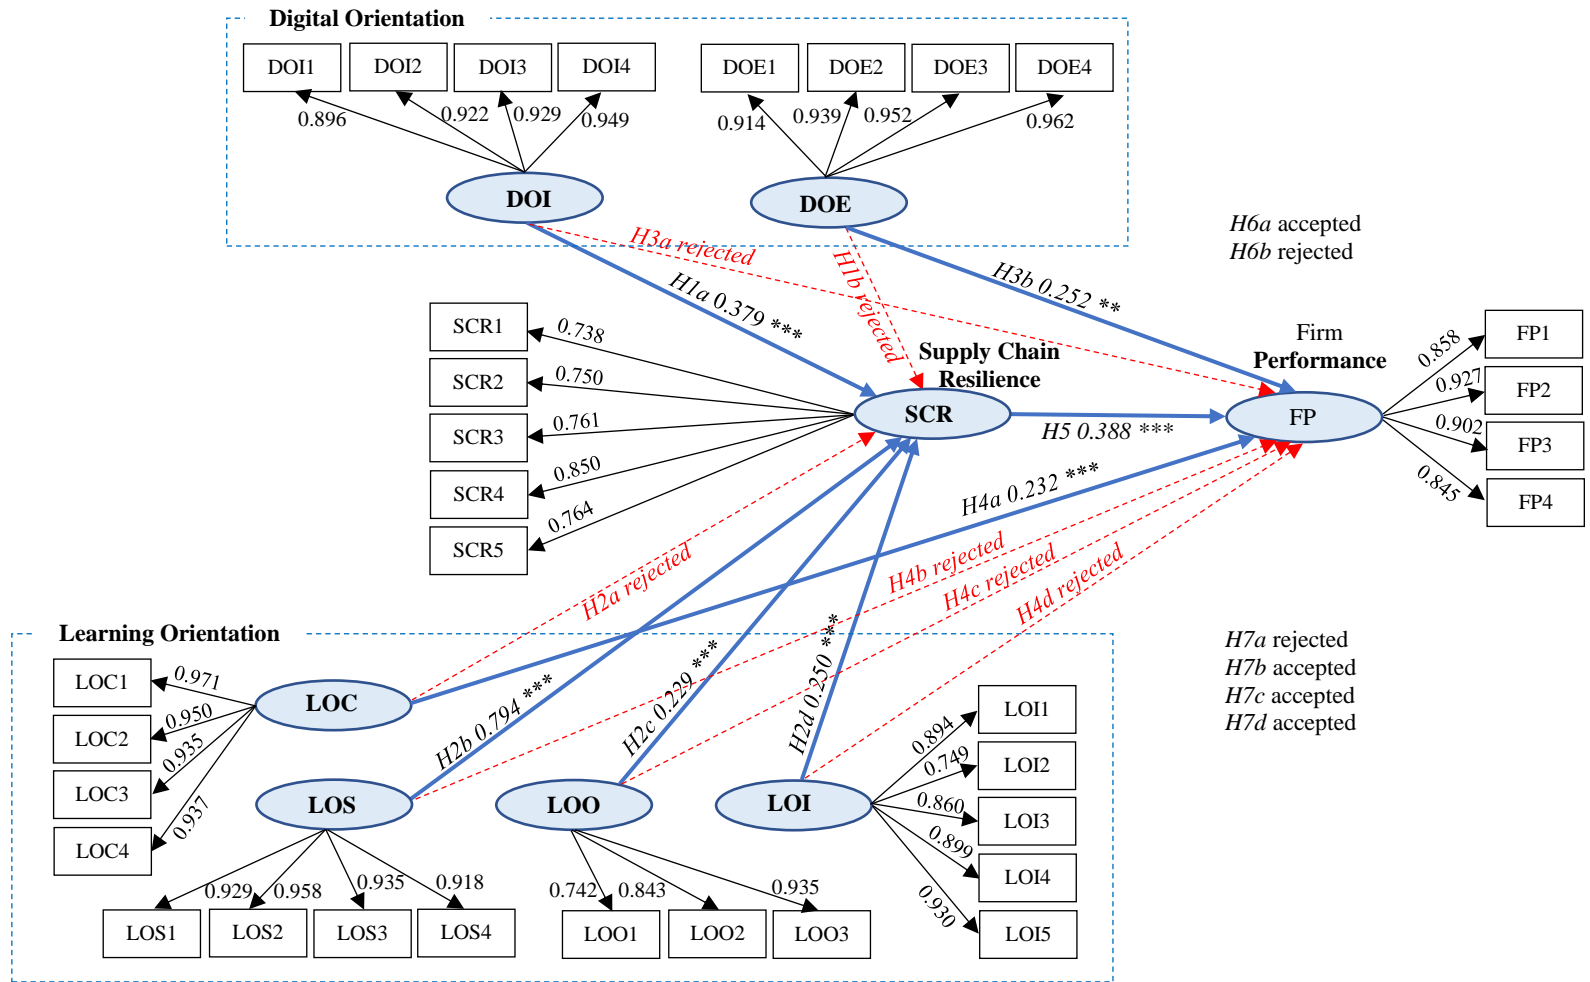 Digital Orientation
DOI1
DOI2
DOI3
DOI4
DOE1
DOE2
DOE3
DOE4
0.896
0.922
0.929
0.949
0.914
0.939
0.952
0.962
DOI
DOE
H3a rejected
H1b rejected
H1a 0.379 ***
H3b 0.252 **
H6a accepted
H6b rejected
SCR1
SCR2
SCR3
SCR4
SCR5
0.738
0.750
0.761
0.850
0.764
Supply Chain
Resilience
SCR
Firm
Performance
FP
0.858
0.927
0.902
0.845
FP1
FP2
FP3
FP4
H5 0.388 ***
H4a 0.232 ***
H2a rejected
H4b rejected
H4c rejected
H4d rejected
H2b 0.794 ***
H2c 0.229 ***
H2d 0.250 ***
Learning Orientation
LOC1
LOC2
LOC3
LOC4
0.971
0.950
0.935
0.937
LOC
LOS
LOO
LOI
0.929
0.958
0.935
0.918
LOS1
LOS2
LOS3
LOS4
0.742
0.843
0.935
LOO1
LOO2
LOO3
0.894
0.749
0.860
0.899
0.930
LOI1
LOI2
LOI3
LOI4
LOI5
H7a rejected
H7b accepted
H7c accepted
H7d accepted